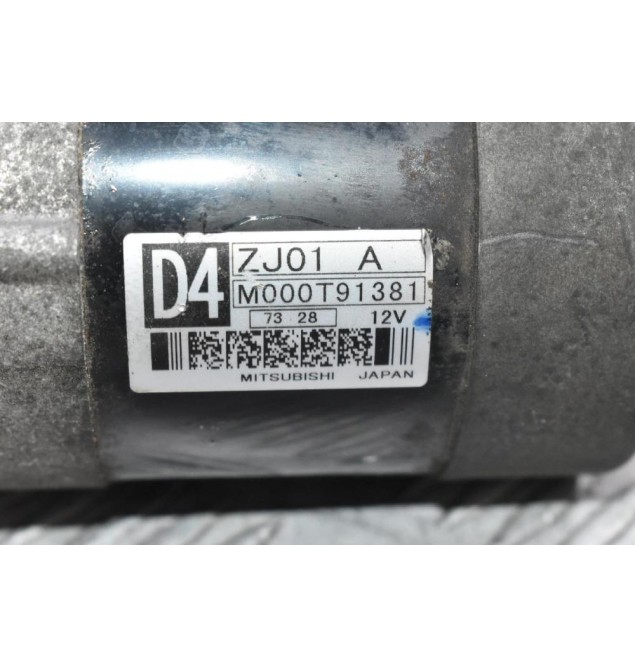 D4
ZJ01 A
M000T91381
73 28 12V
MITSUBISHI JAPAN